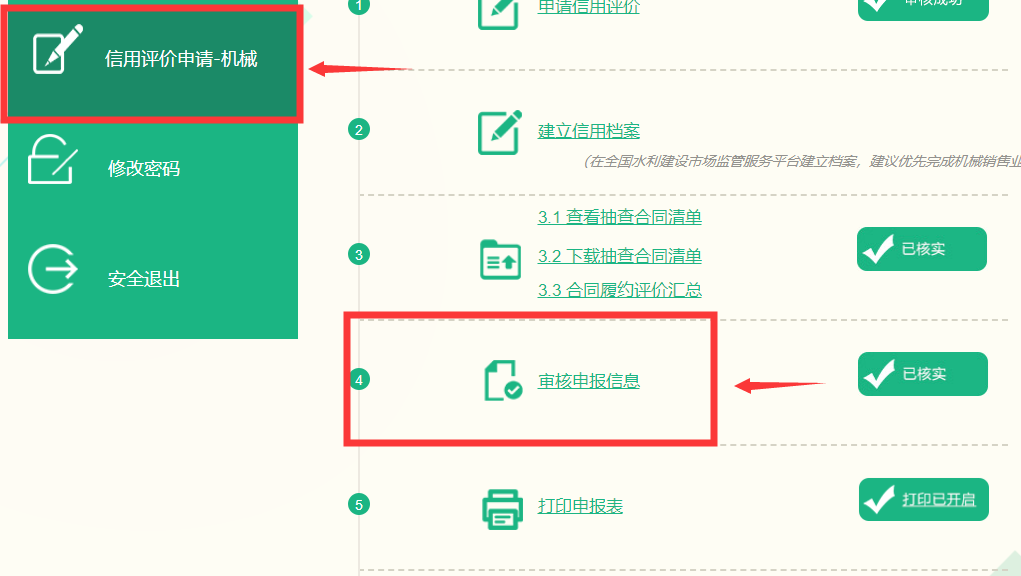 1
申请信用评价
审核成功
信用评价申请-机械
2
建立信用档案
(在全国水利建设市场监管服务平台建立档案，建议优先完成机械销售业
修改密码
3.1 查看抽查合同清单
3
3.2 下载抽查合同清单
已核实
3.3 合同履约评价汇总
安全退出
4
审核申报信息
已核实
5
打印申报表
打印已开启